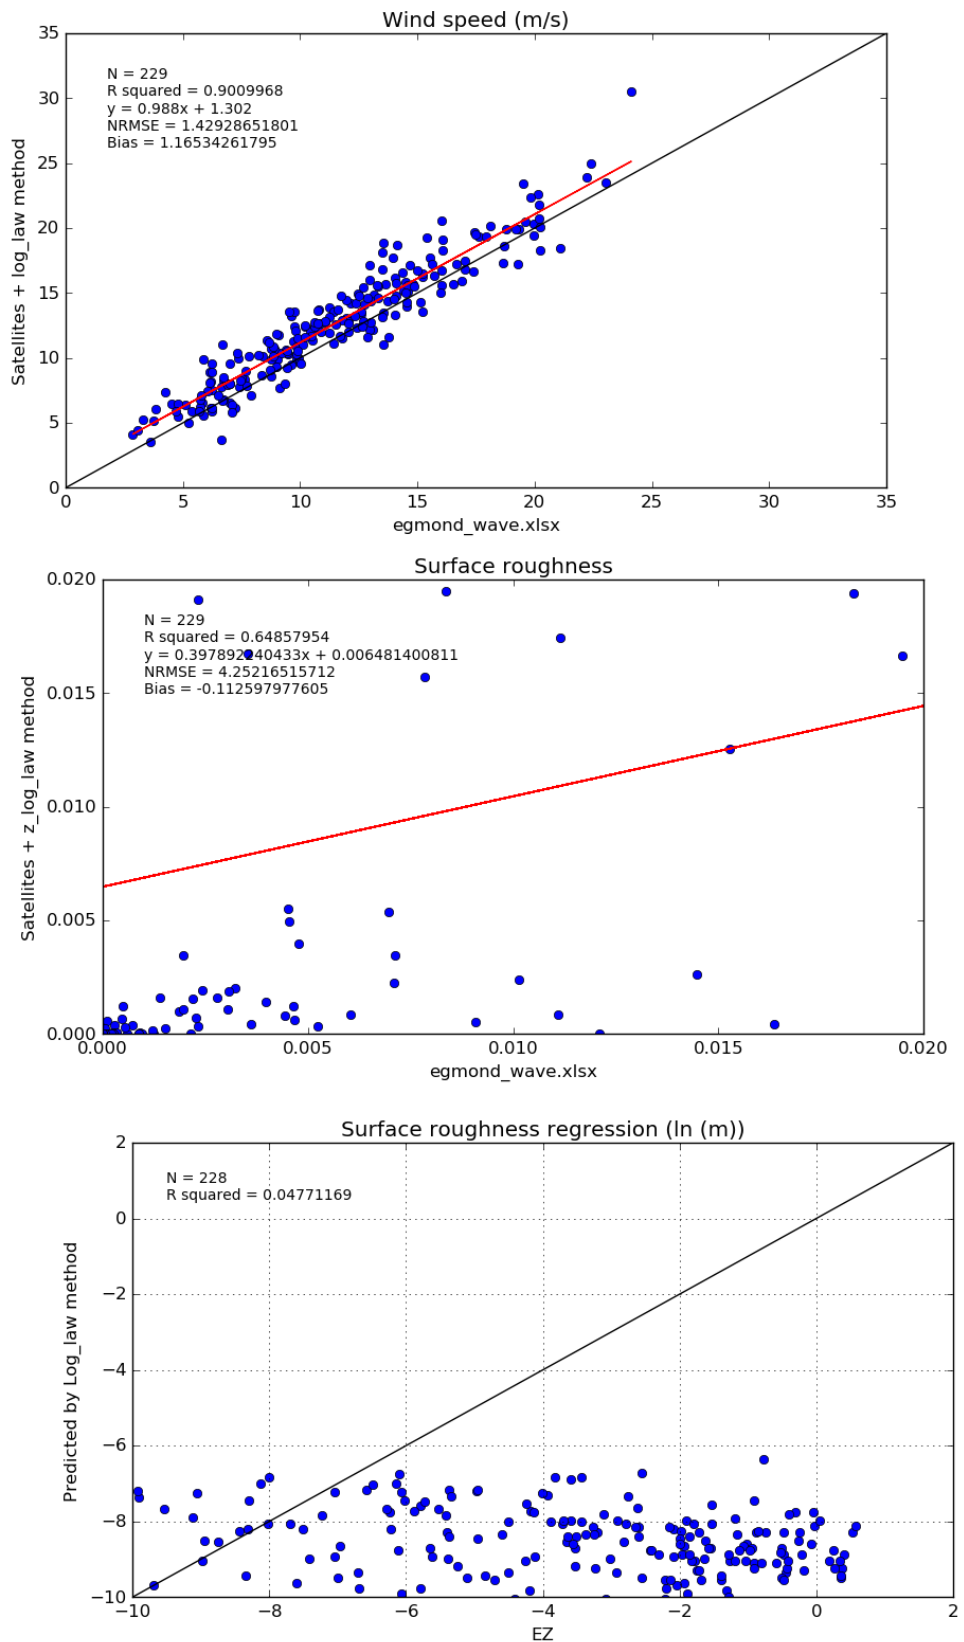 Wind speed (m/s)
35
30
25
20
15
10
5
0
Satellites + log_law method
N = 229
R squared = 0.9009968
y = 0.988x + 1.302
NRMSE = 1.42928651801
Bias = 1.16534261795
0 5 10 15 20 25 30 35
egmond_wave.xlsx
Surface roughness
0.020
0.015
0.010
0.005
0.000
Satellites + z_log_law method
N = 229
R squared = 0.64857954
y = 0.397892240433x + 0.006481400811
NRMSE = 4.25216515712
Bias = -0.112597977605
0.000 0.005 0.010 0.015 0.020
egmond_wave.xlsx
Surface roughness regression (ln (m))
2
0
−2
−4
−6
−8
−10
Predicted by Log_law method
N = 228
R squared = 0.04771169
−10 −8 −6 −4 −2 0 2
EZ